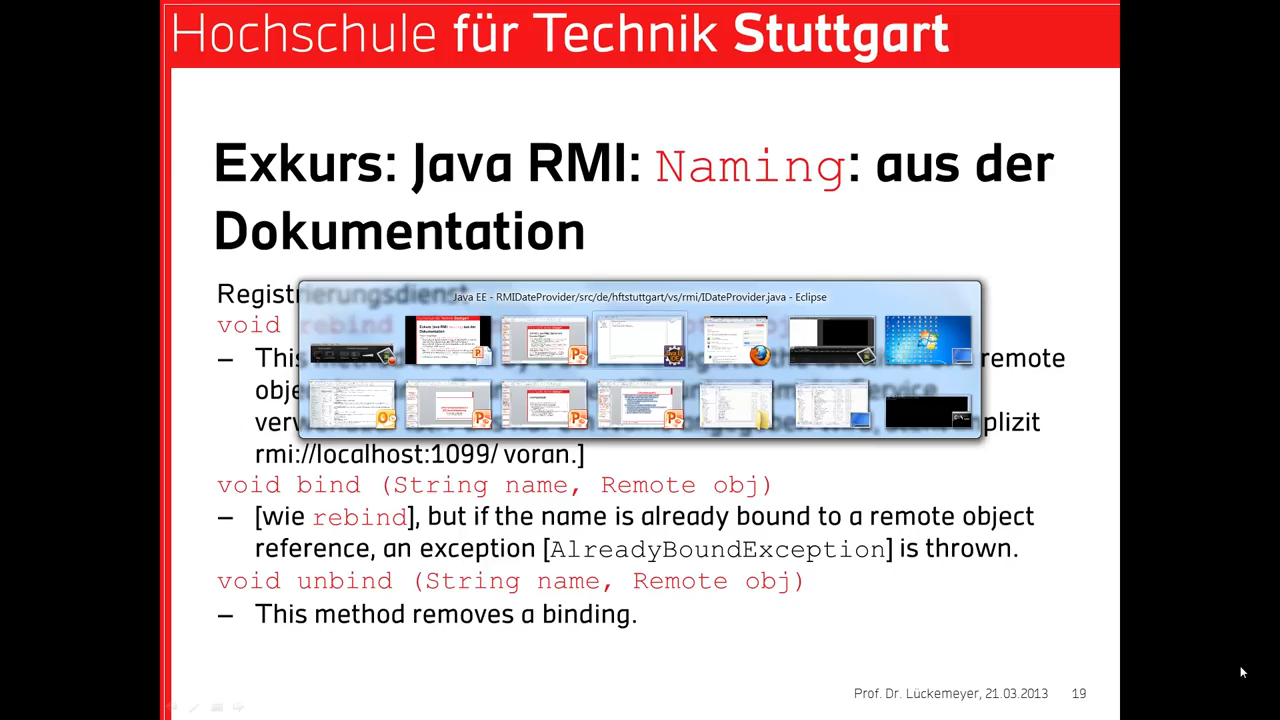 Hochschule für Technik Stuttgart
Exkurs: Java RMI: Naming: aus der
Dokumentation
Registrierungsdienst
Java EE - RMIDateProvider/src/de/hftstuttgart/vs/rmi/IDateProvider.java - Eclipse
void rebind
– This remote
obje
verw plizit
rmi://localhost:1099/ voran.]
void bind (String name, Remote obj)
– [wie rebind], but if the name is already bound to a remote object
reference, an exception [AlreadyBoundException] is thrown.
void unbind (String name, Remote obj)
– This method removes a binding.
Prof. Dr. Lückemeyer, 21.03.2013 19